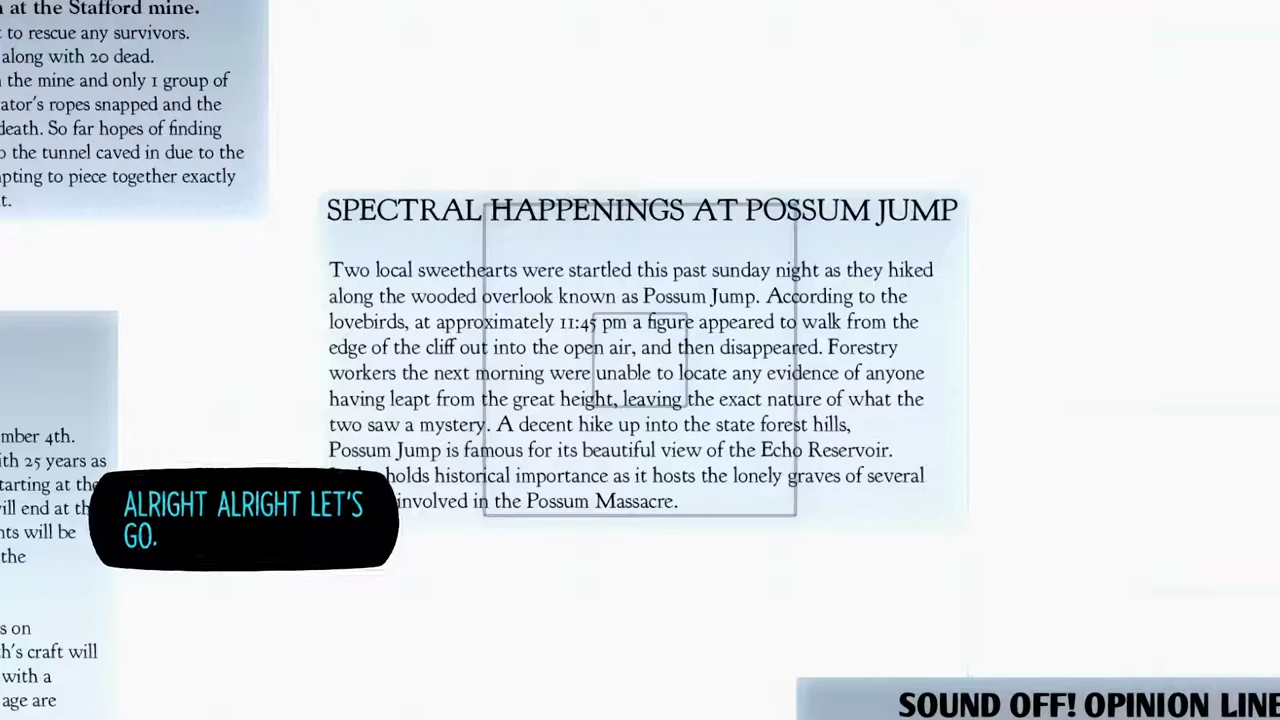 at the Stafford mine.
to rescue any survivors.
along with 20 dead.
the mine and only 1 group of
ator's ropes snapped and the
death. So far hopes of finding
the tunnel caved in due to the
pting to piece together exactly
t.
SPECTRAL HAPPENINGS AT POSSUM JUMP
Two local sweethearts were startled this past sunday night as they hiked
along the wooded overlook known as Possum Jump. According to the
lovebirds, at approximately 11:45 pm a figure appeared to walk from the
edge of the cliff out into the open air, and then disappeared. Forestry
workers the next morning were unable to locate any evidence of anyone
having leapt from the great height, leaving the exact nature of what the
two saw a mystery. A decent hike up into the state forest hills,
Possum Jump is famous for its beautiful view of the Echo Reservoir.
holds historical importance as it hosts the lonely graves of several
involved in the Possum Massacre.
mber 4th.
ith 25 years as
tarting at the
vill end at th
nts will be
the
s on
h's craft will
with a
age are
ALRIGHT ALRIGHT LET'S
GO.
SOUND OFF! OPINION LINE